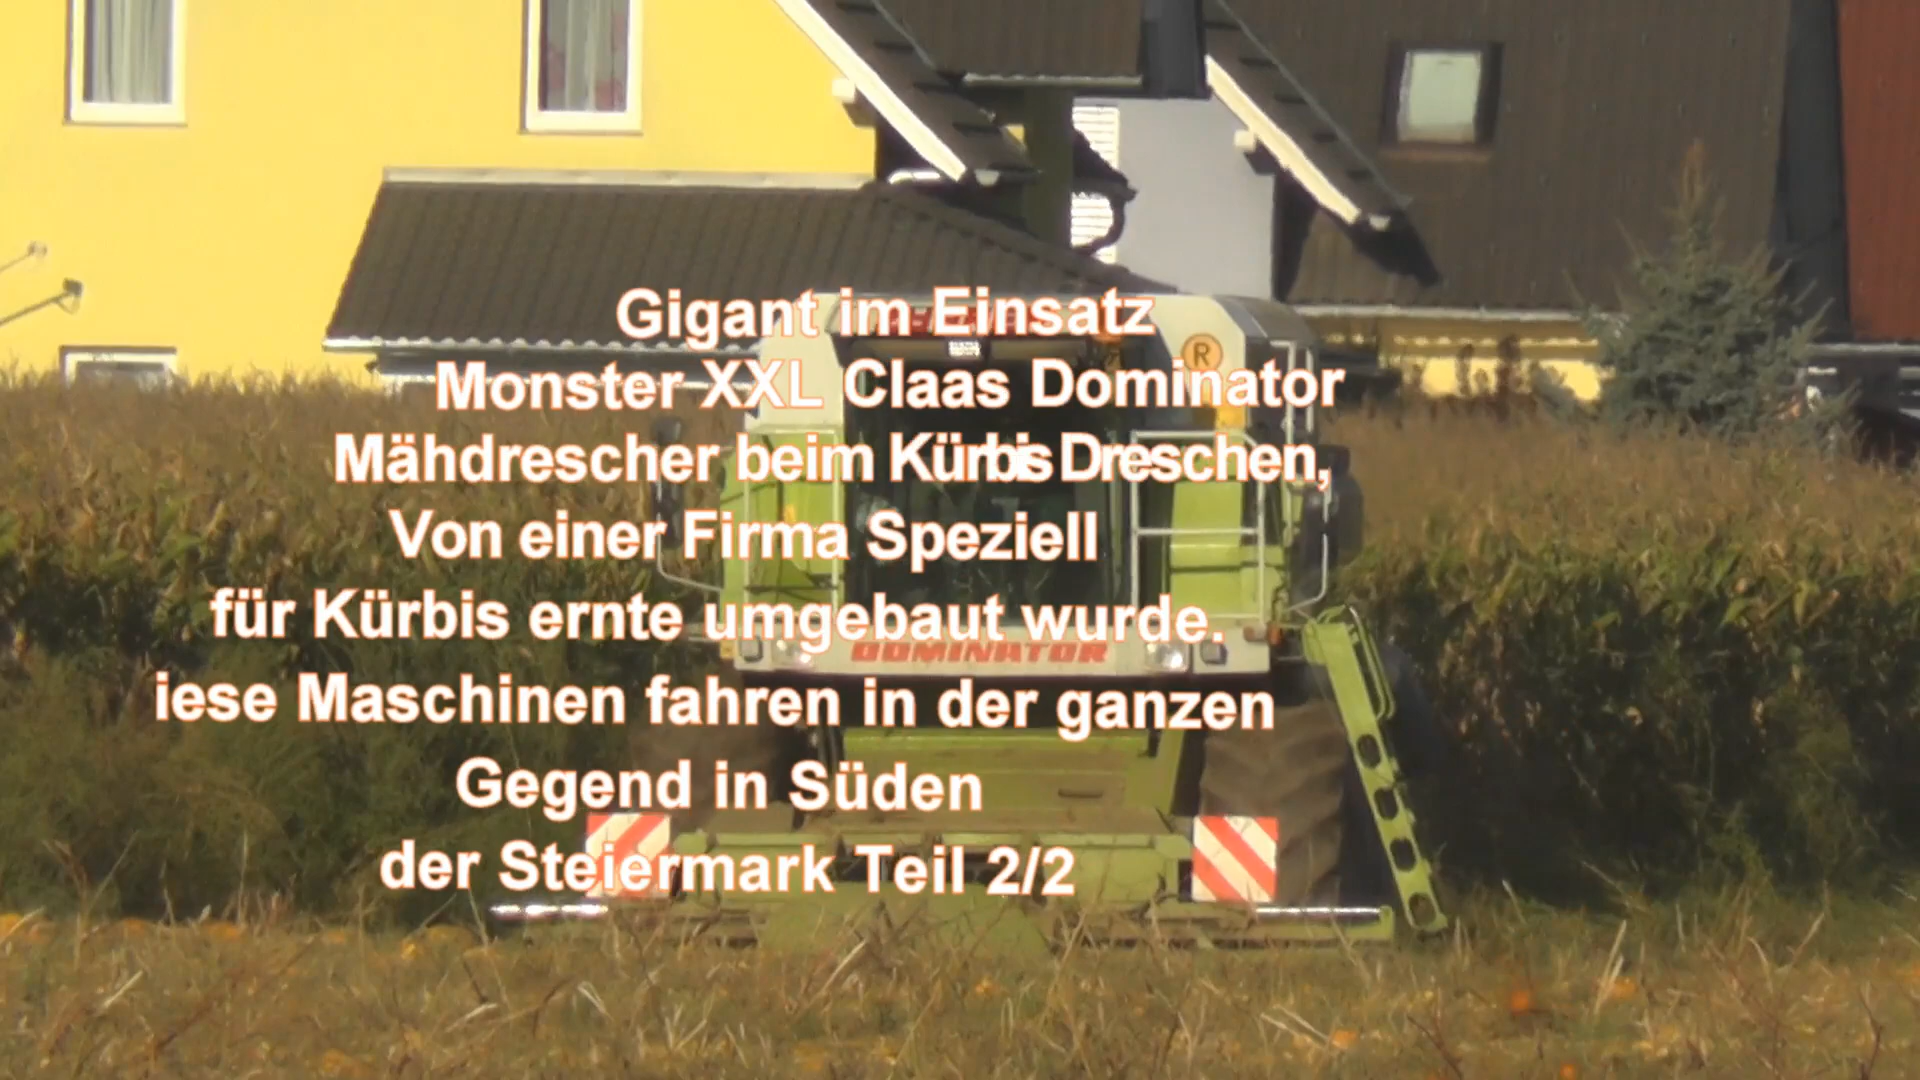 Gigant im Einsatz
Monster XXL Claas Dominator
Mähdrescher beim Kürbis Dreschen,
Von einer Firma Speziell
für Kürbis ernte umgebaut wurde.
iese Maschinen fahren in der ganzen
Gegend in Süden
der Steiermark Teil 2/2
R
DOMINATOR